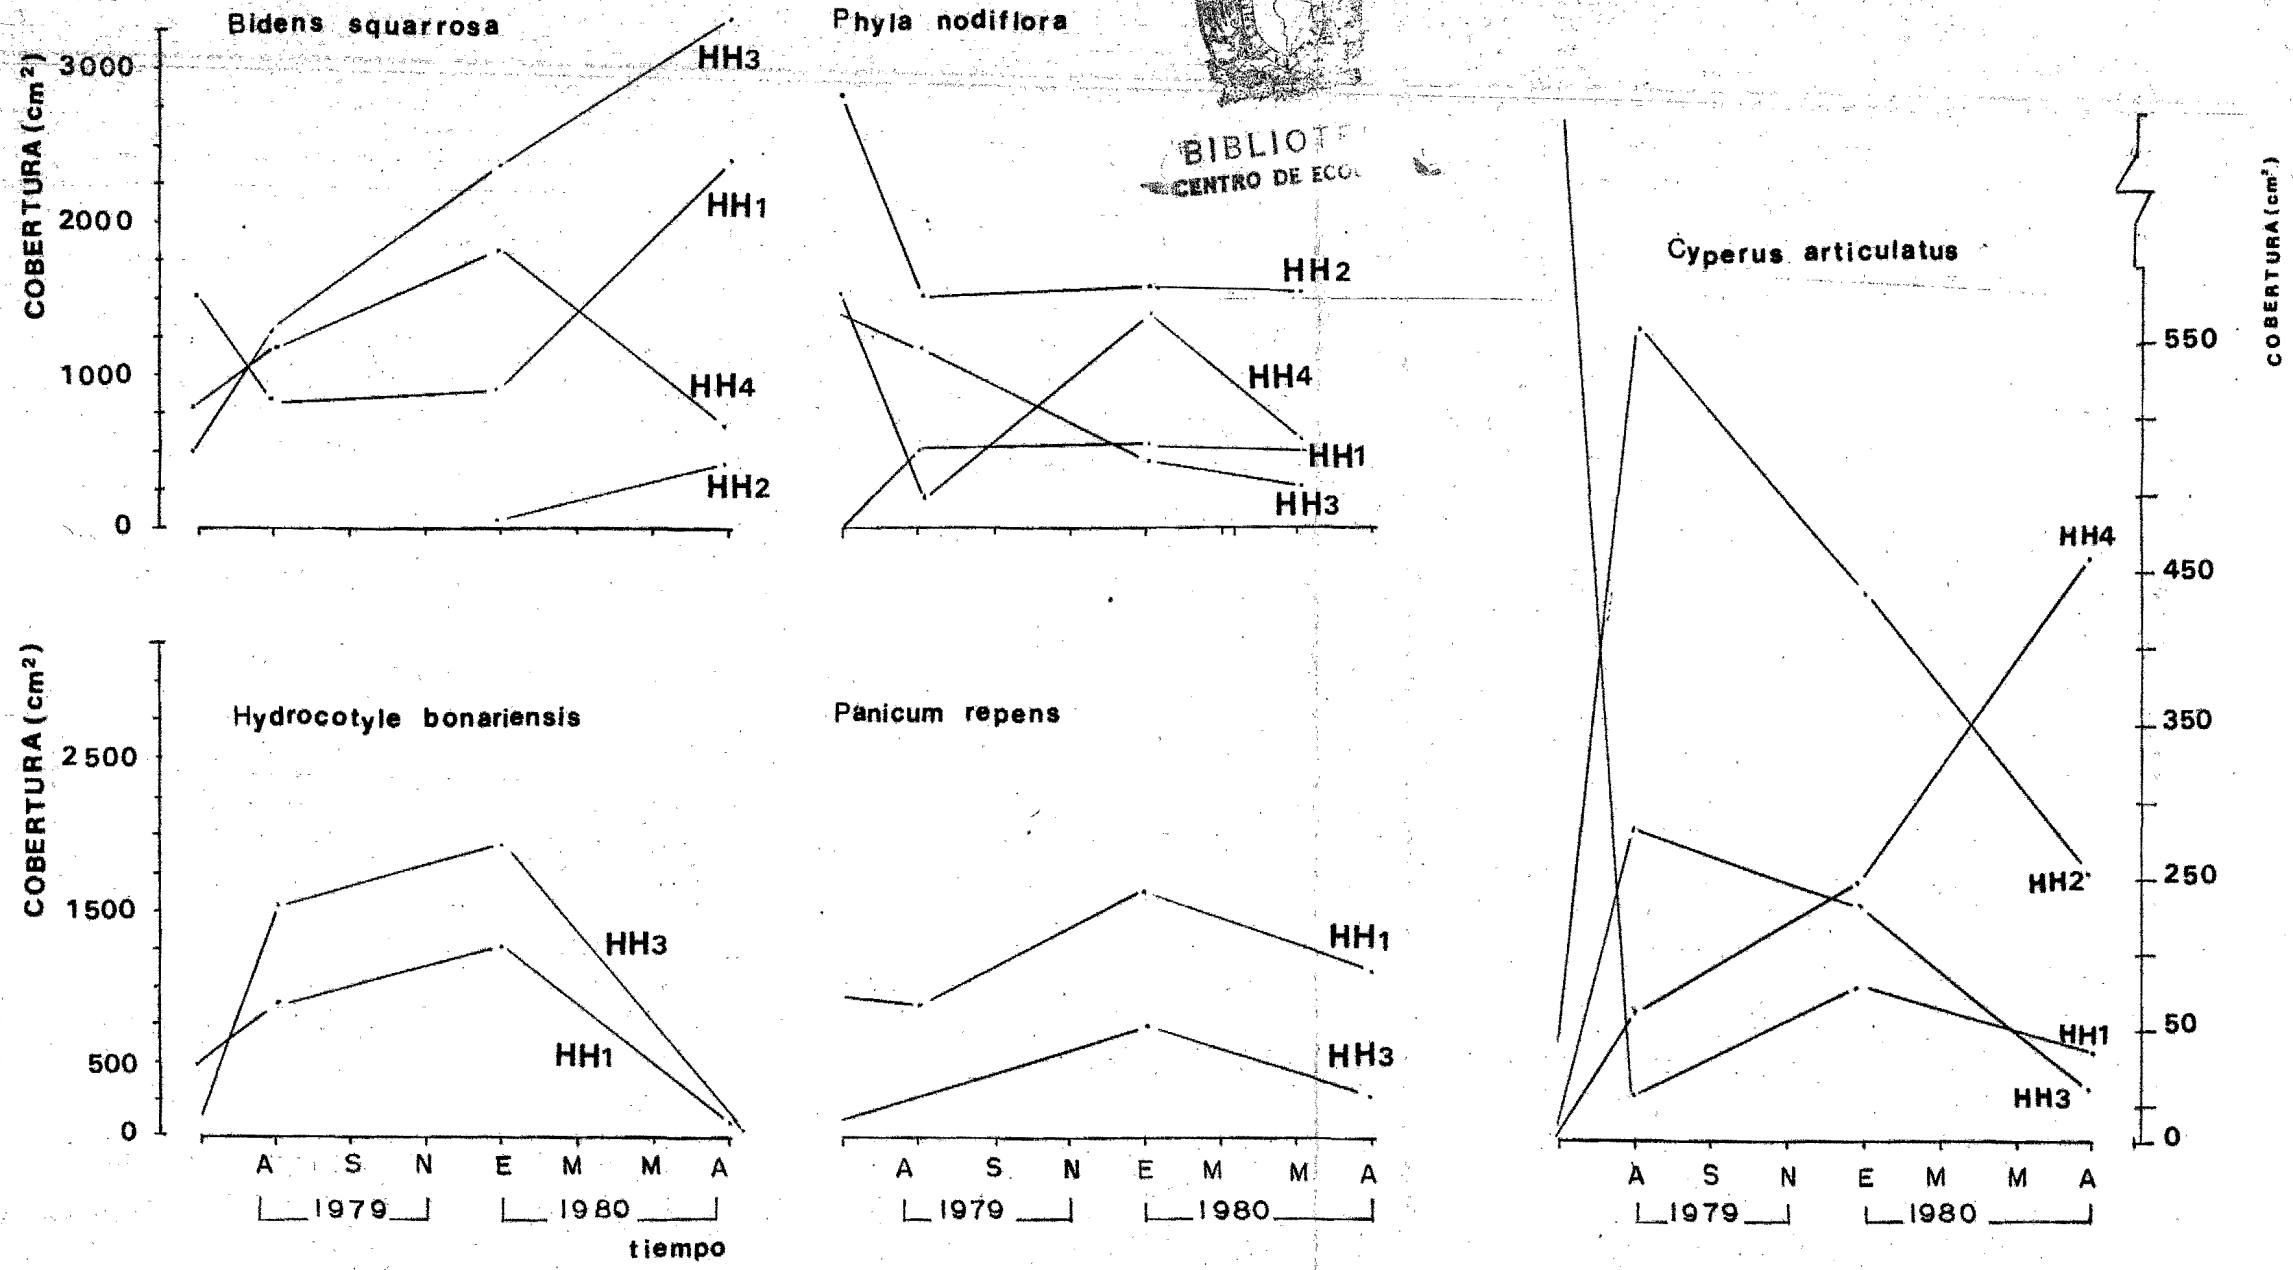 Bidens squarrosa
COBERTURA (cm²)
3000
2000
1000
0
HH3
HH1
HH4
HH2
Phyla nodiflora
HH2
HH4
HH1
HH3
CENTRO DE
Cyperus articulatus
COBERTURA (cm²)
550
450
350
250
50
0
HH4
HH2
HH1
HH3
A S N E M M A
1979 1980
Hydrocotyle bonariensis
COBERTURA (cm²)
2500
1500
500
0
HH3
HH1
A S N E M M A
1979 1980
tiempo
Panicum repens
HH1
HH3
A S N E M M A
1979 1980